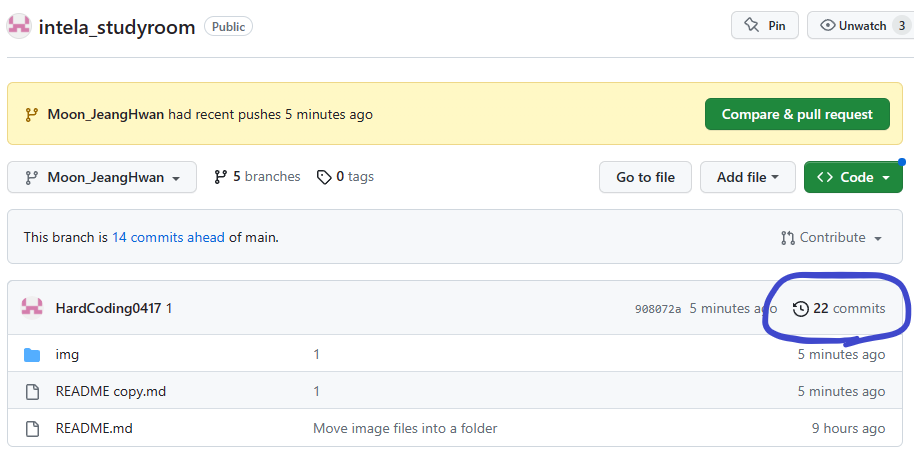 intela_studyroom Public Pin Unwatch 3
Moon_JeangHwan had recent pushes 5 minutes ago Compare & pull request
Moon_JeangHwan 5 branches 0 tags Go to file Add file Code
This branch is 14 commits ahead of main. Contribute
HardCoding0417 1 908072a 5 minutes ago 22 commits
img 1 5 minutes ago
README copy.md 1 5 minutes ago
README.md Move image files into a folder 9 hours ago